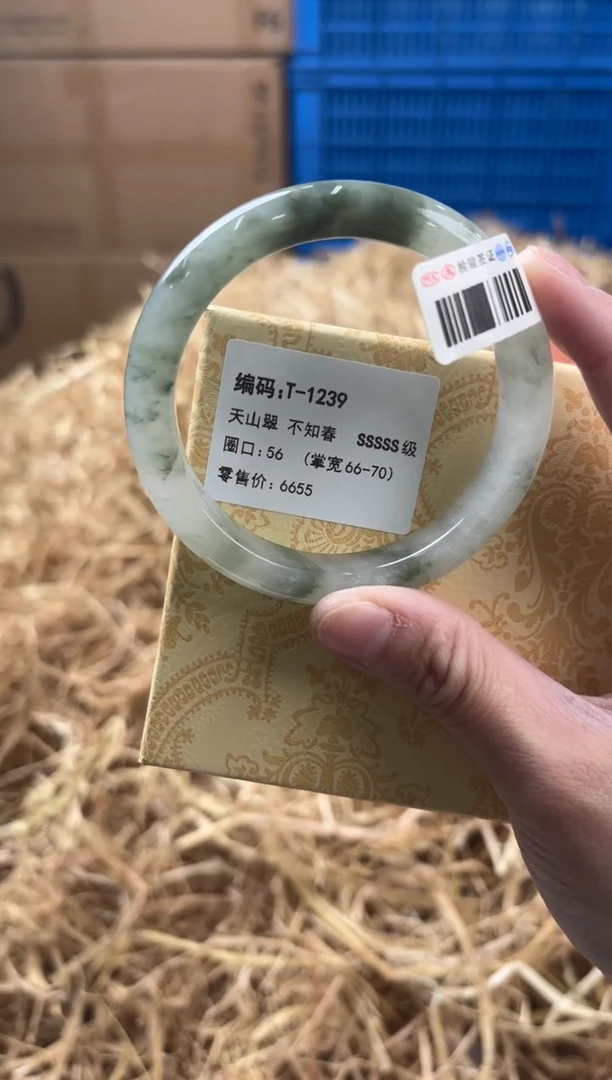 编码:T-1239
天山翠 不知春 SSSSS级
圈口:56 (掌宽66-70)
零售价:6655